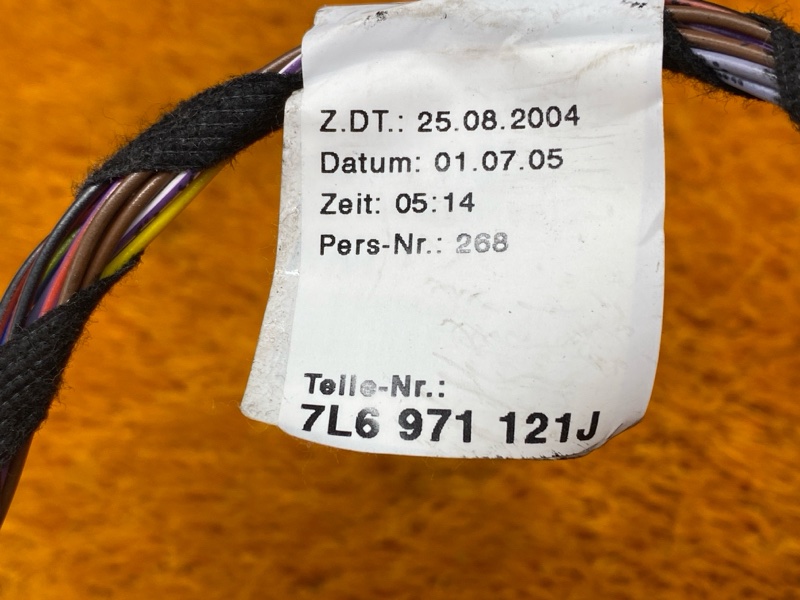 Z.DT.: 25.08.2004
Datum: 01.07.05
Zeit: 05:14
Pers-Nr.: 268
Teile-Nr.:
7L6 971 121J